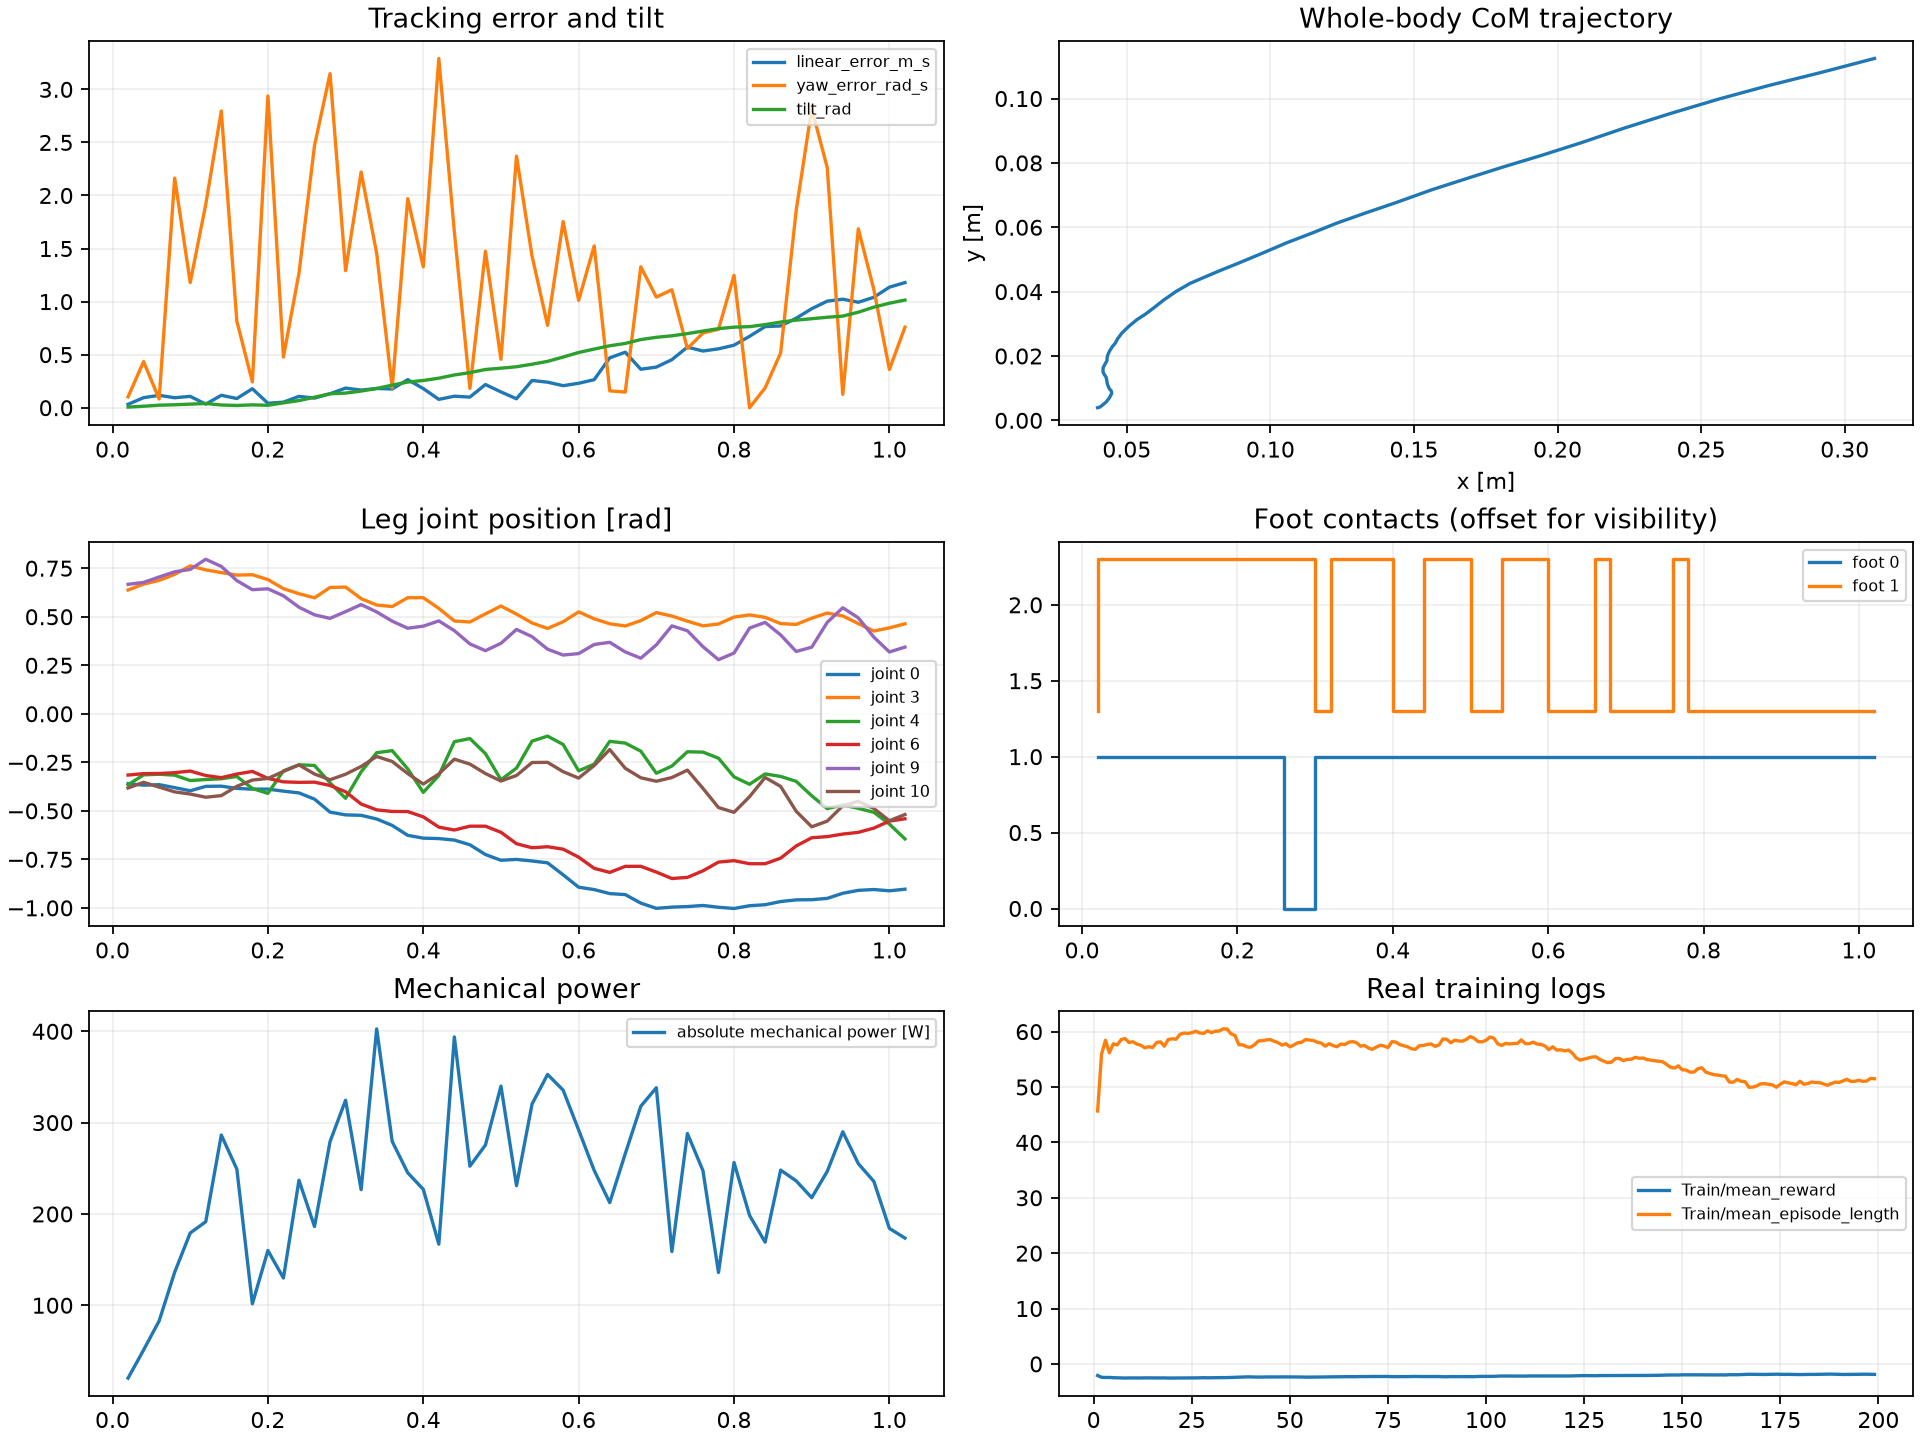 Tracking error and tilt
linear_error_m_s
yaw_error_rad_s
tilt_rad
3.0
2.5
2.0
1.5
1.0
0.5
0.0
0.0 0.2 0.4 0.6 0.8 1.0
Whole-body CoM trajectory
y [m]
0.10
0.08
0.06
0.04
0.02
0.00
0.05 0.10 0.15 0.20 0.25 0.30
x [m]
Leg joint position [rad]
0.75
0.50
0.25
0.00
−0.25
−0.50
−0.75
−1.00
joint 0
joint 3
joint 4
joint 6
joint 9
joint 10
0.0 0.2 0.4 0.6 0.8 1.0
Foot contacts (offset for visibility)
foot 0
foot 1
2.0
1.5
1.0
0.5
0.0
0.0 0.2 0.4 0.6 0.8 1.0
Mechanical power
absolute mechanical power [W]
400
300
200
100
0.0 0.2 0.4 0.6 0.8 1.0
Real training logs
60
50
40
30
20
10
0
Train/mean_reward
Train/mean_episode_length
0 25 50 75 100 125 150 175 200